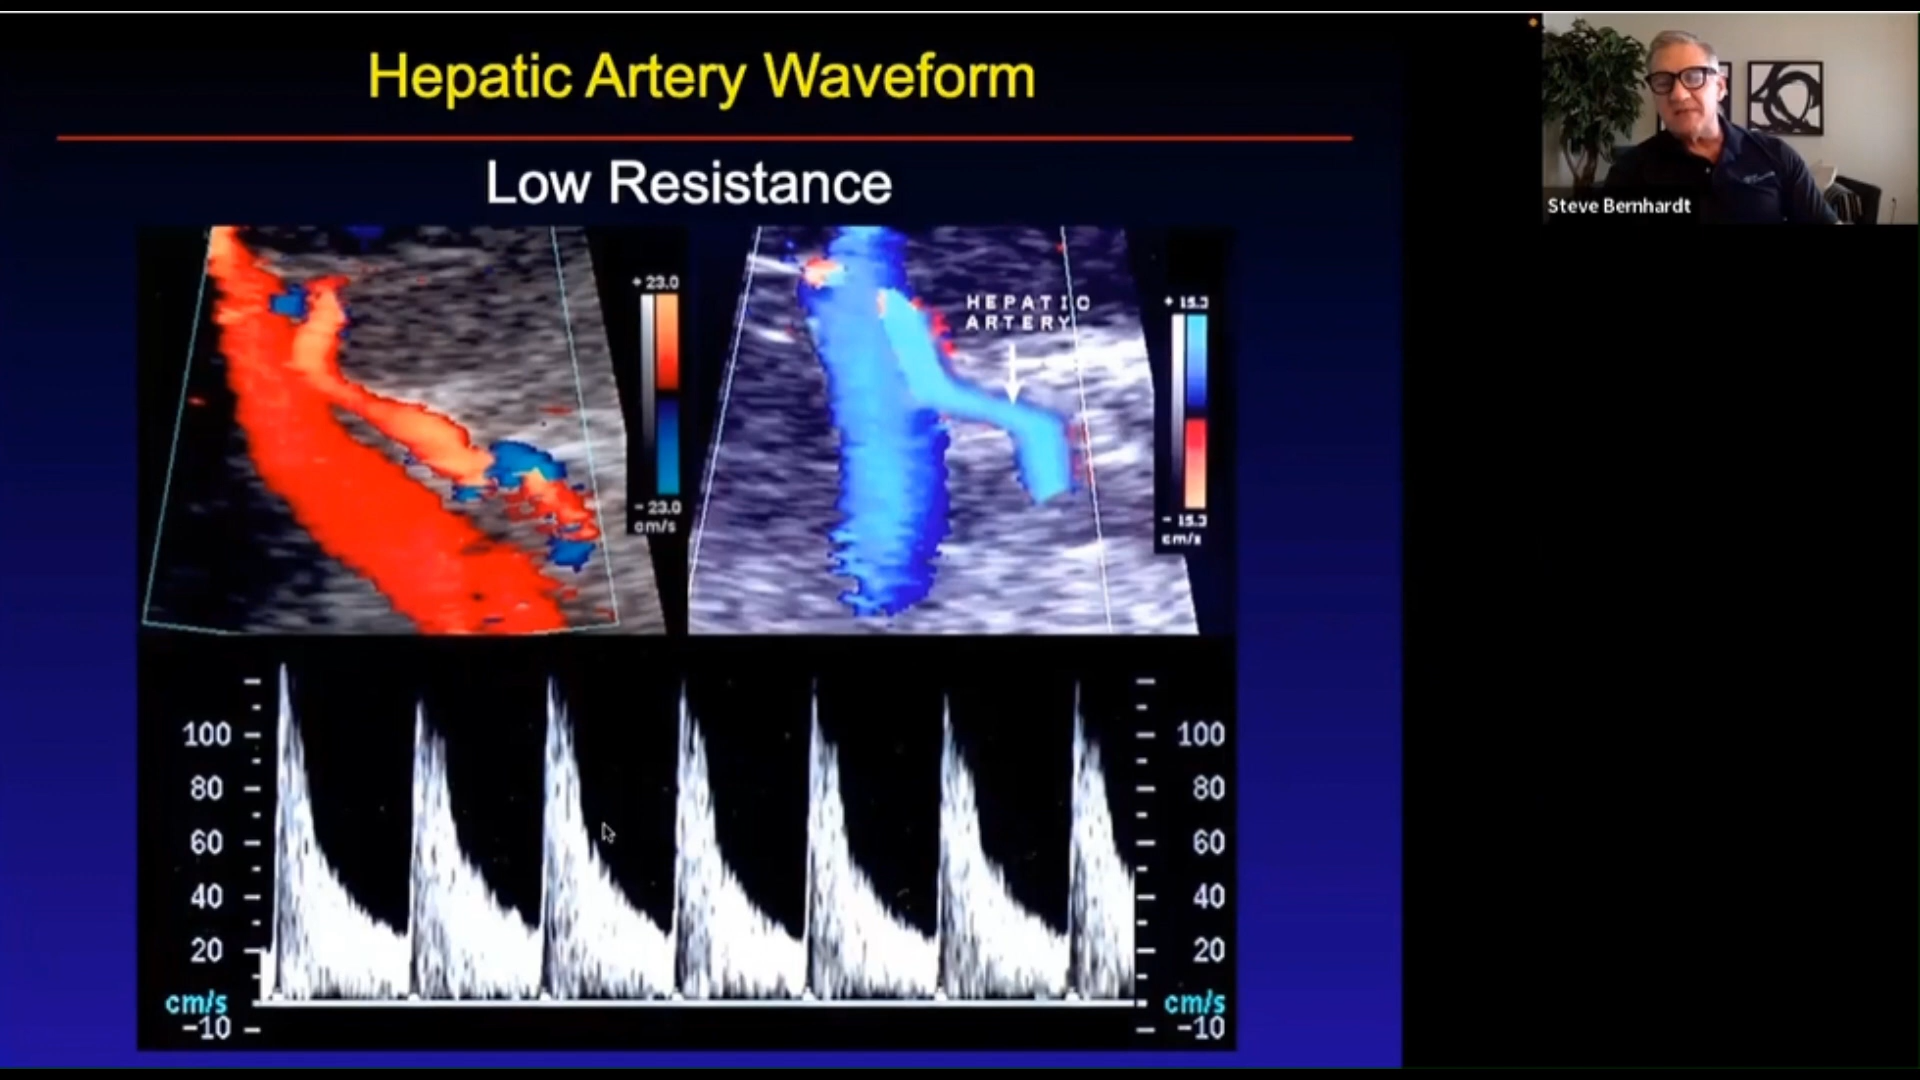 Hepatic Artery Waveform
Low Resistance
Steve Bernhardt
+ 23.0
- 23.0
cm/s
HEPATIC
ARTERY
+ 15.3
- 15.3
cm/s
100
80
60
40
20
cm/s
-10
100
80
60
40
20
cm/s
-10